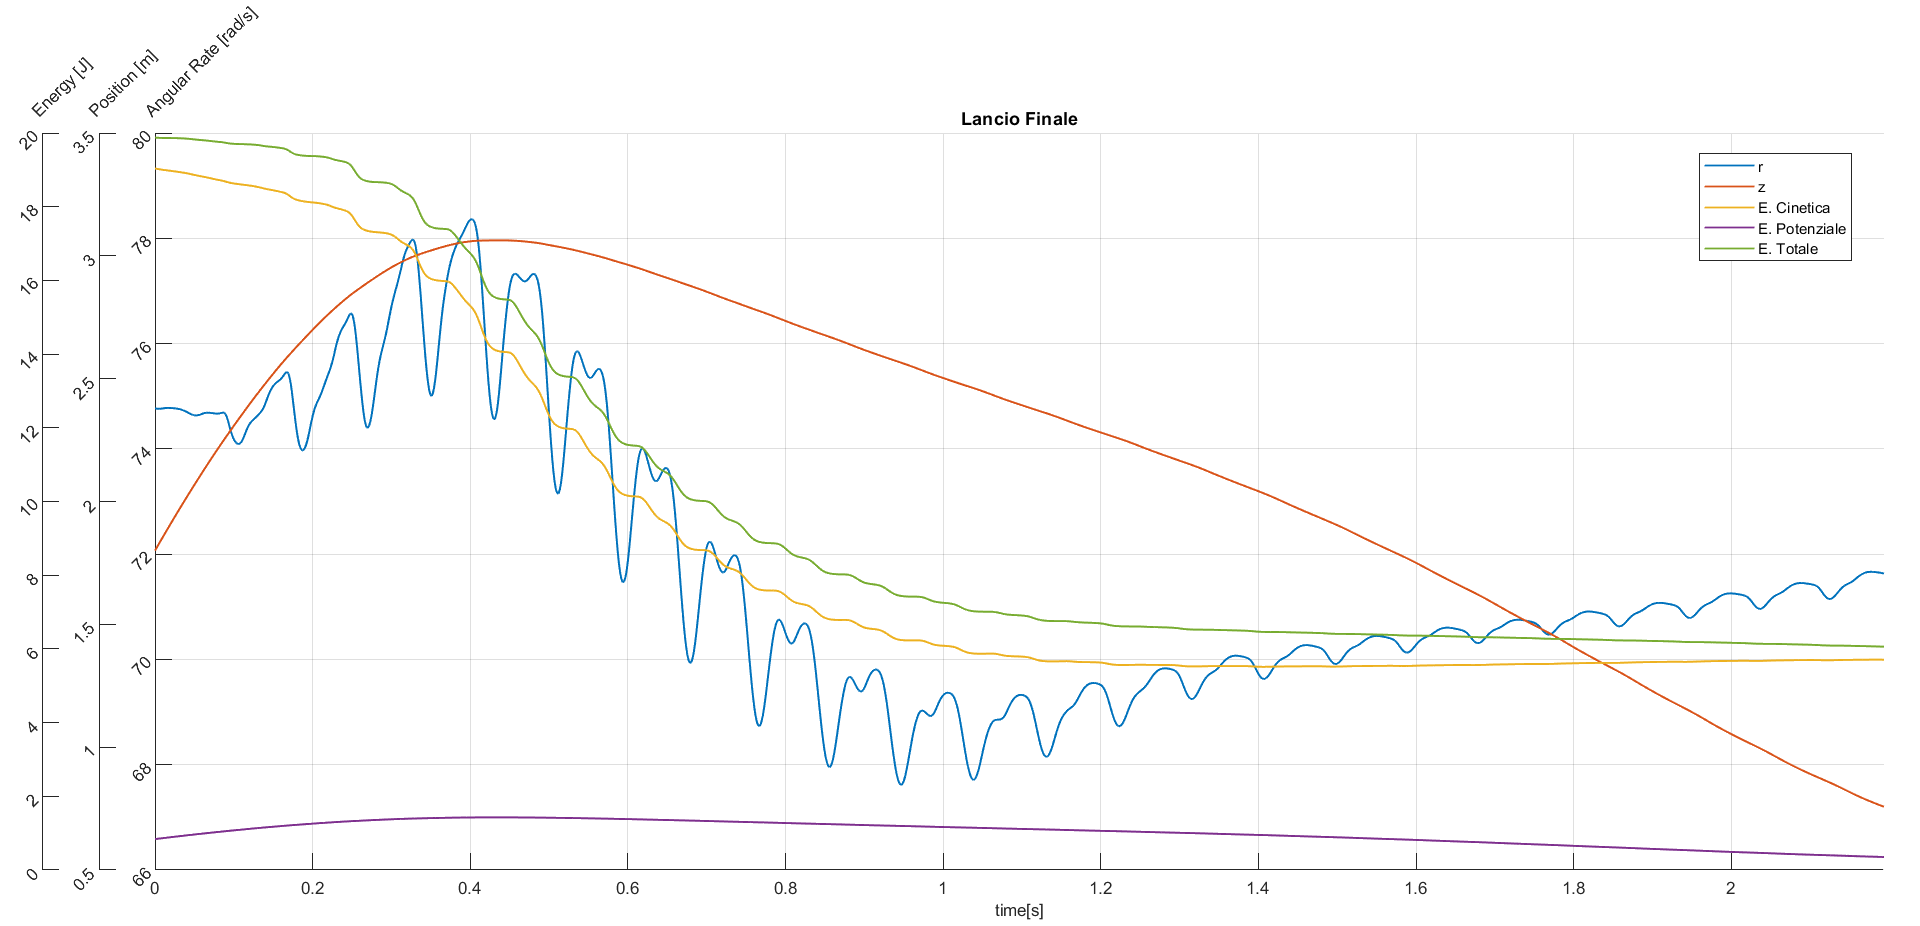 Energy [J]
Position [m]
Angular Rate [rad/s]
Lancio Finale
20
18
16
14
12
10
8
6
4
2
0
3.5
3
2.5
2
1.5
1
0.5
80
78
76
74
72
70
68
66
r
z
E. Cinetica
E. Potenziale
E. Totale
0 0.2 0.4 0.6 0.8 1 1.2 1.4 1.6 1.8 2
time[s]